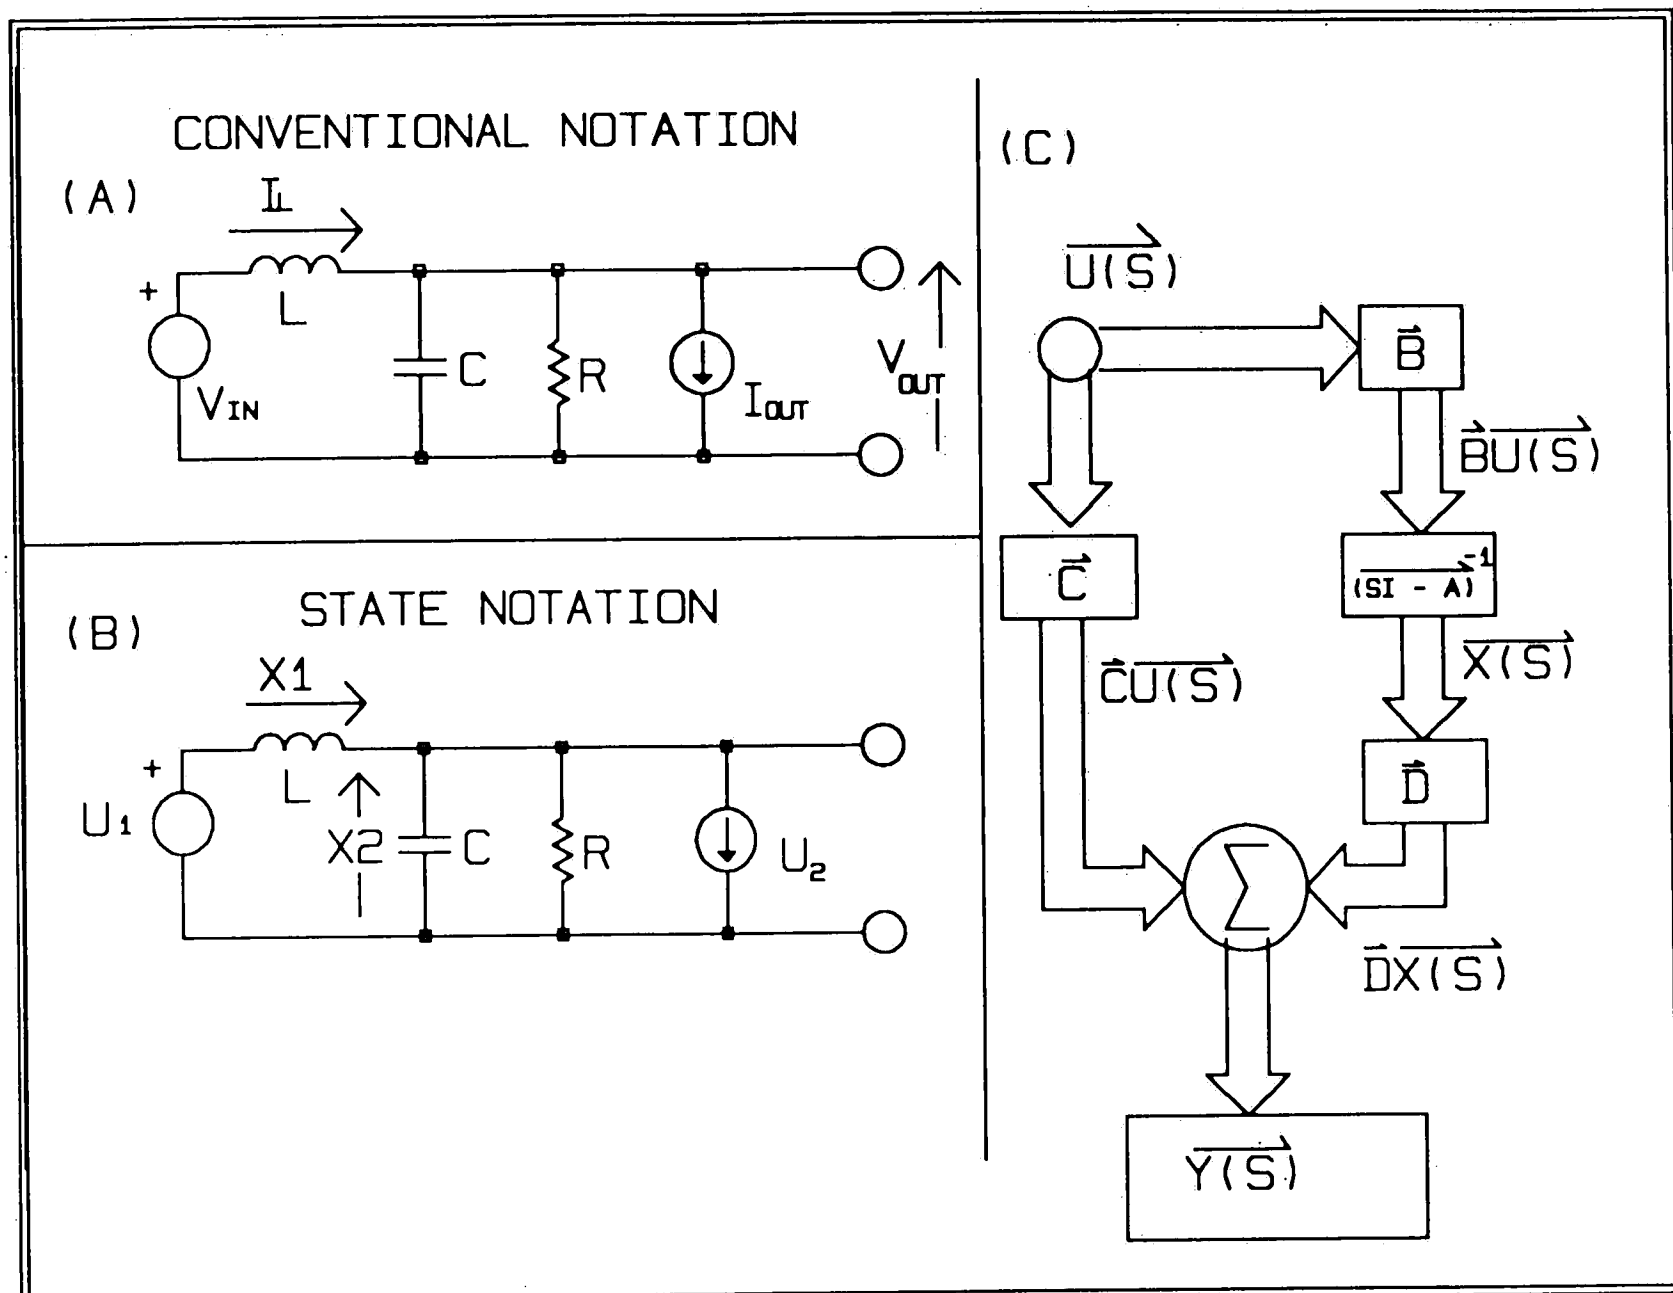 CONVENTIONAL NOTATION
(A)
IL
+
L
VIN
C
R
IOUT
VOUT
STATE NOTATION
(B)
X1
+
L
U1
X2
C
R
U2
(C)
U(S)
B
BU(S)
C
(SI - A)-1
CU(S)
X(S)
D
Σ
DX(S)
Y(S)